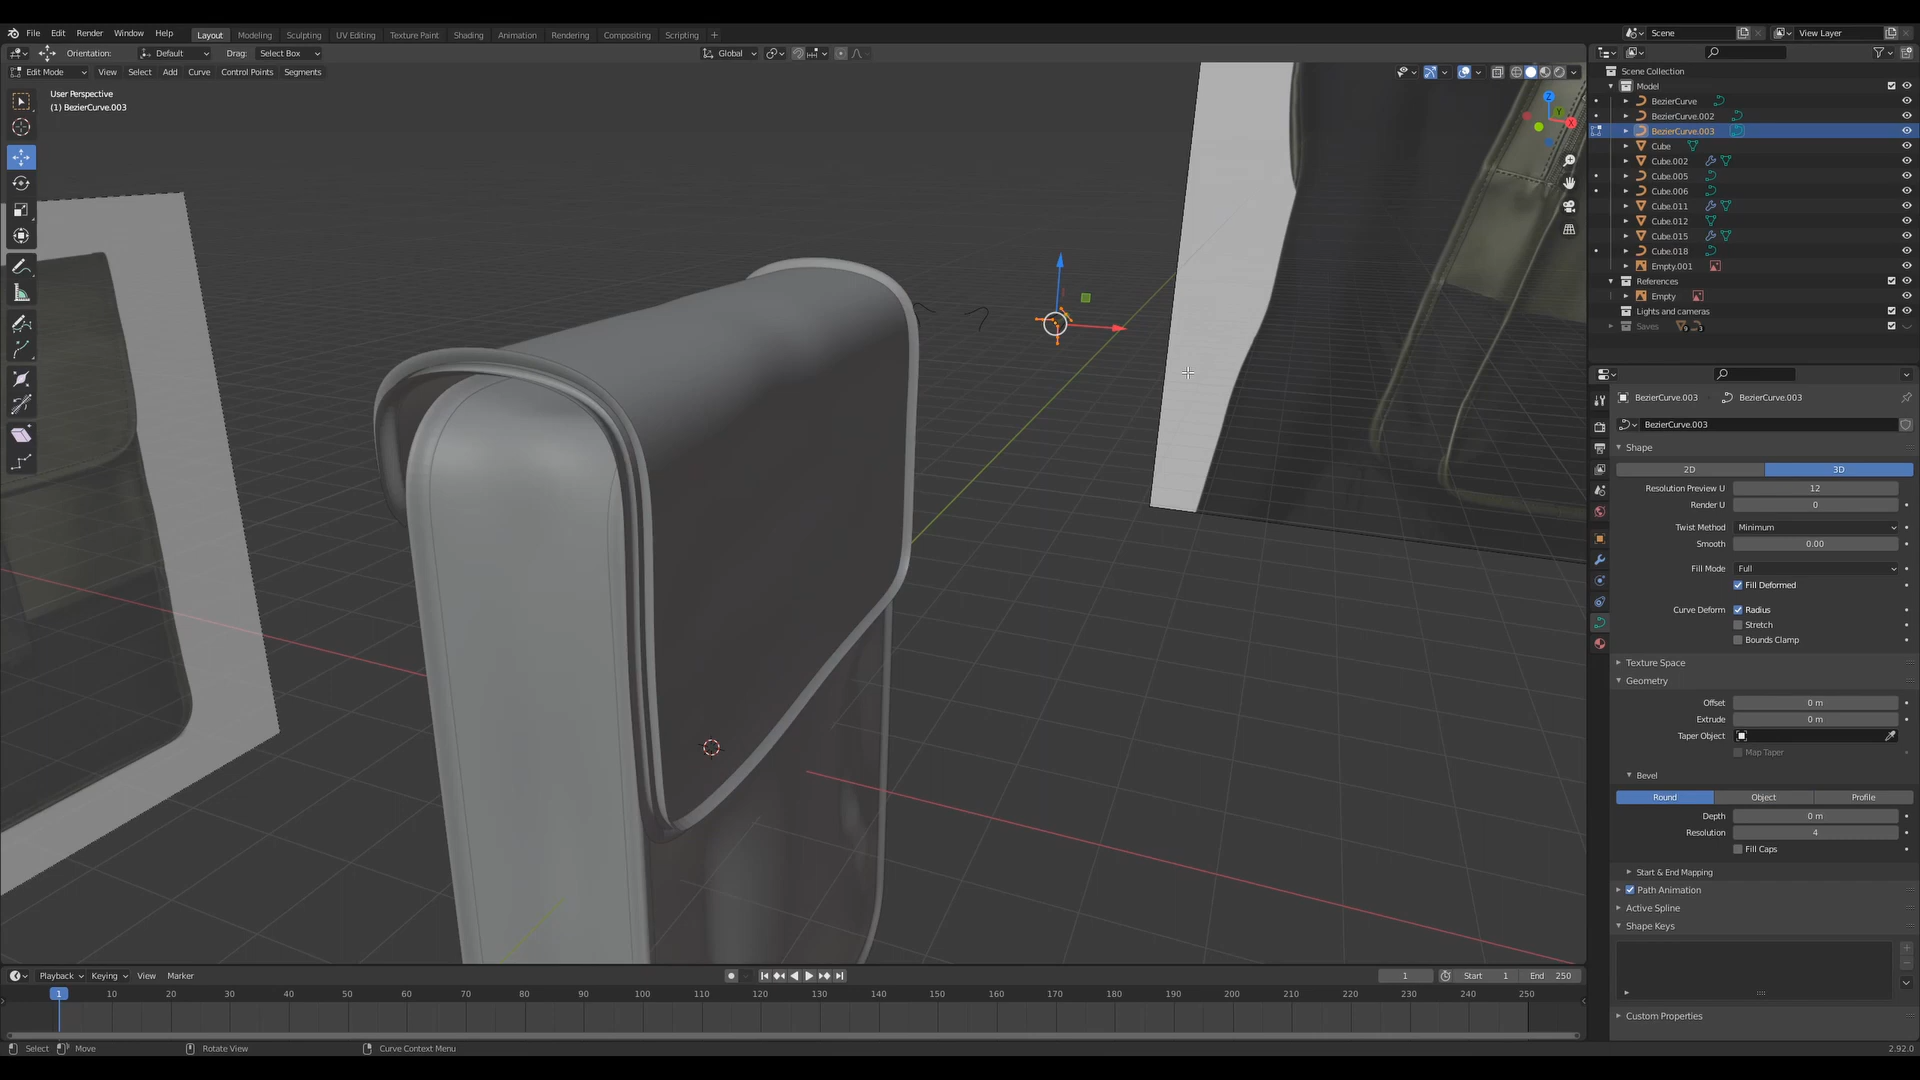 File Edit Render Window Help Layout Modeling Sculpting UV Editing Texture Paint Shading Animation Rendering Compositing Scripting + Scene View Layer
Orientation: Default Drag: Select Box Global
Edit Mode View Select Add Curve Control Points Segments
User Perspective
(1) BezierCurve.003
Z
Y
X
Scene Collection
Model
BezierCurve
BezierCurve.002
BezierCurve.003
Cube
Cube.002
Cube.005
Cube.006
Cube.011
Cube.012
Cube.015
Cube.018
Empty.001
References
Empty
Lights and cameras
Saves
BezierCurve.003 BezierCurve.003
BezierCurve.003
Shape
2D 3D
Resolution Preview U 12
Render U 0
Twist Method Minimum
Smooth 0.00
Fill Mode Full
Fill Deformed
Curve Deform Radius
Stretch
Bounds Clamp
Texture Space
Geometry
Offset 0 m
Extrude 0 m
Taper Object
Map Taper
Bevel
Round Object Profile
Depth 0 m
Resolution 4
Fill Caps
Start & End Mapping
Path Animation
Active Spline
Shape Keys
Custom Properties
Playback Keying View Marker 1 Start 1 End 250
1 10 20 30 40 50 60 70 80 90 100 110 120 130 140 150 160 170 180 190 200 210 220 230 240 250
Select Move Rotate View Curve Context Menu 2.92.0